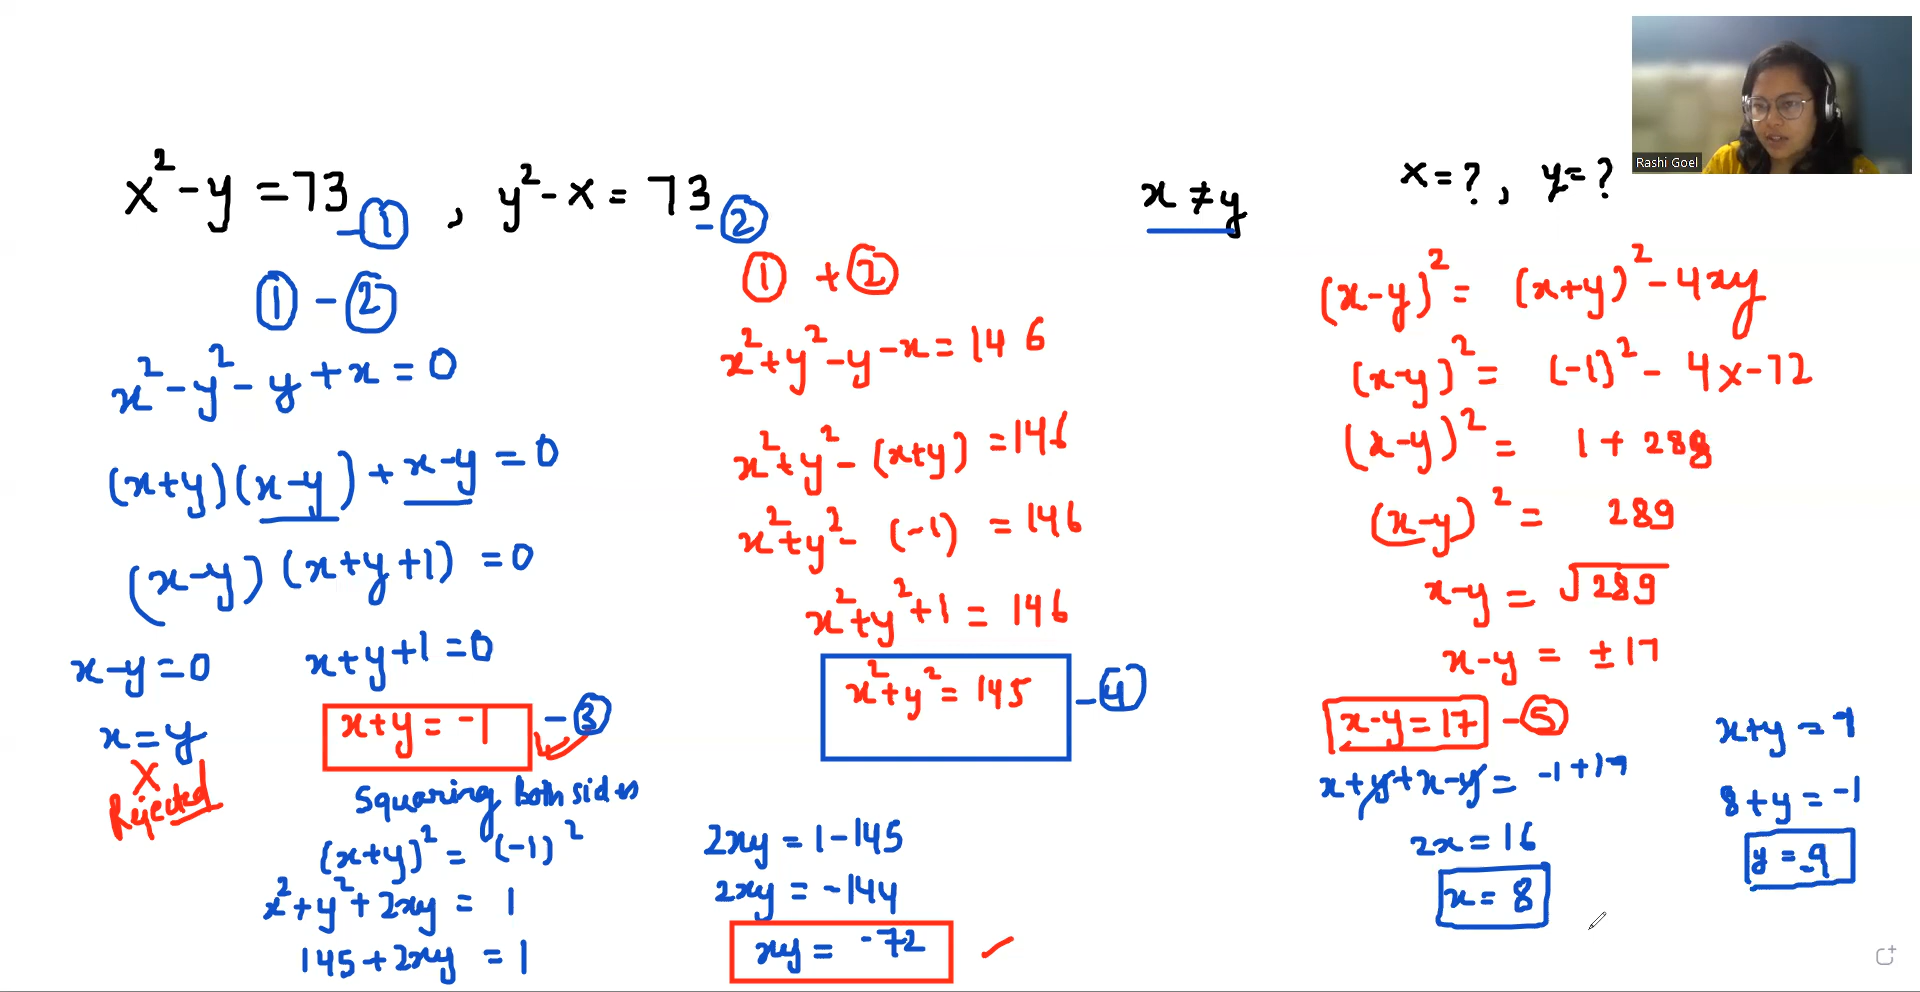 x² - y = 73 - ① , y² - x = 73 - ②
x ≠ y
x = ? , y = ?
Rashi Goel
① - ②
x² - y² - y + x = 0
(x+y)(x-y) + x-y = 0
(x-y)(x+y+1) = 0
x-y = 0
x = y
X
Rejected
x+y+1 = 0
x+y = -1 - ③
Squaring both sides
(x+y)² = (-1)²
x²+y²+2xy = 1
145+2xy = 1
① + ②
x²+y²-y-x = 146
x²+y²-(x+y) = 146
x²+y²-(-1) = 146
x²+y²+1 = 146
x²+y² = 145 - ④
2xy = 1-145
2xy = -144
xy = -72
(x-y)² = (x+y)² - 4xy
(x-y)² = (-1)² - 4x-72
(x-y)² = 1 + 288
(x-y)² = 289
x-y = √289
x-y = ±17
x-y = 17 - ⑤
x+y+x-y = -1+17
2x = 16
x = 8
x+y = -1
8+y = -1
y = -9